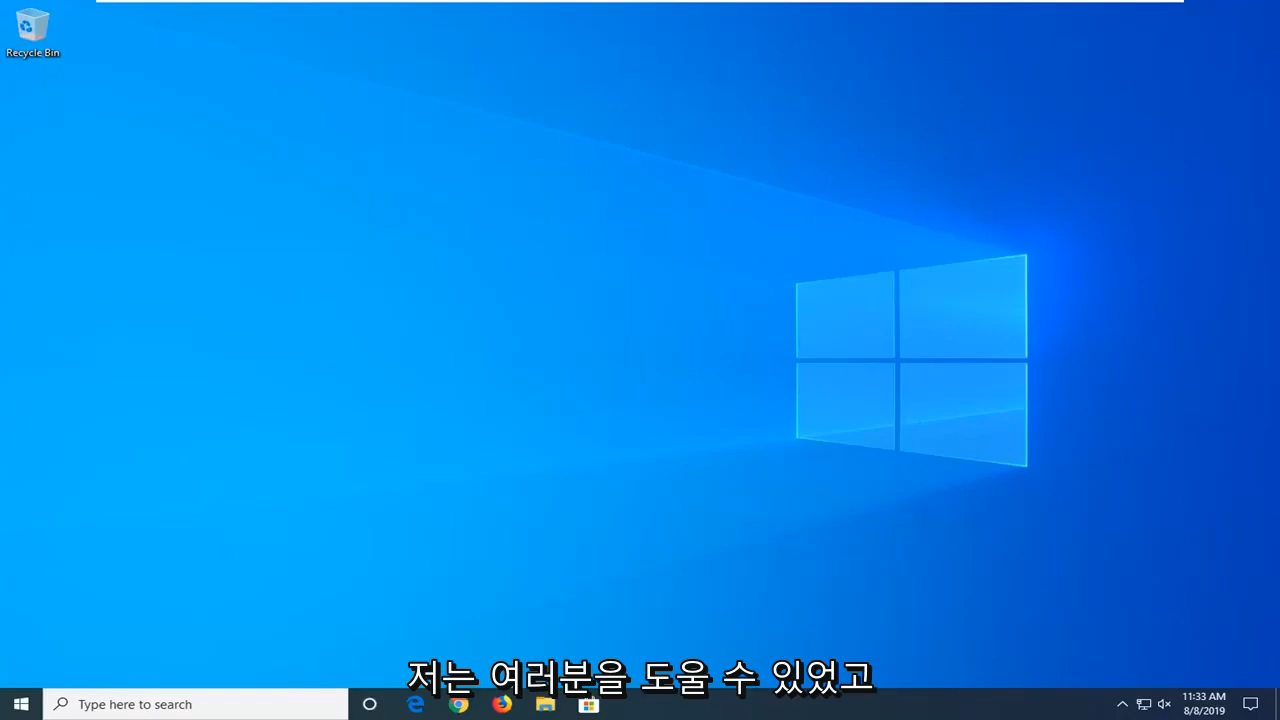 Recycle Bin
저는 여러분을 도울 수 있었고
Type here to search
11:33 AM
8/8/2019